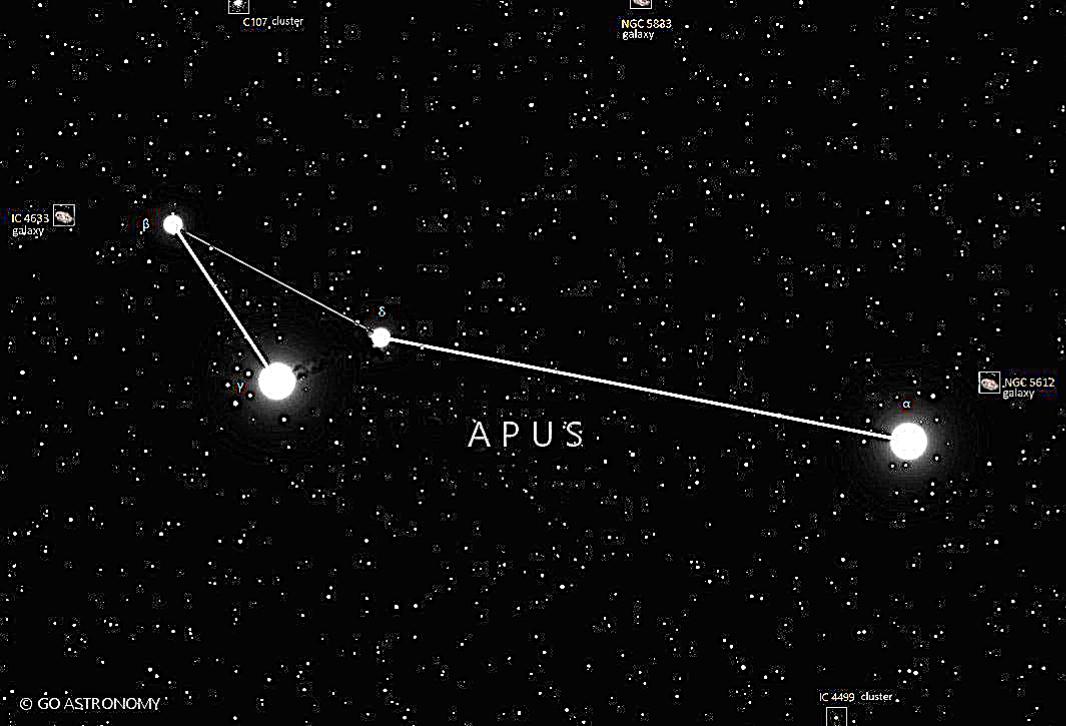 C107 cluster
NGC 5833
galaxy
IC 4633
galaxy
β
δ
γ
NGC 5612
galaxy
α
APUS
IC 4499 cluster
© GO ASTRONOMY